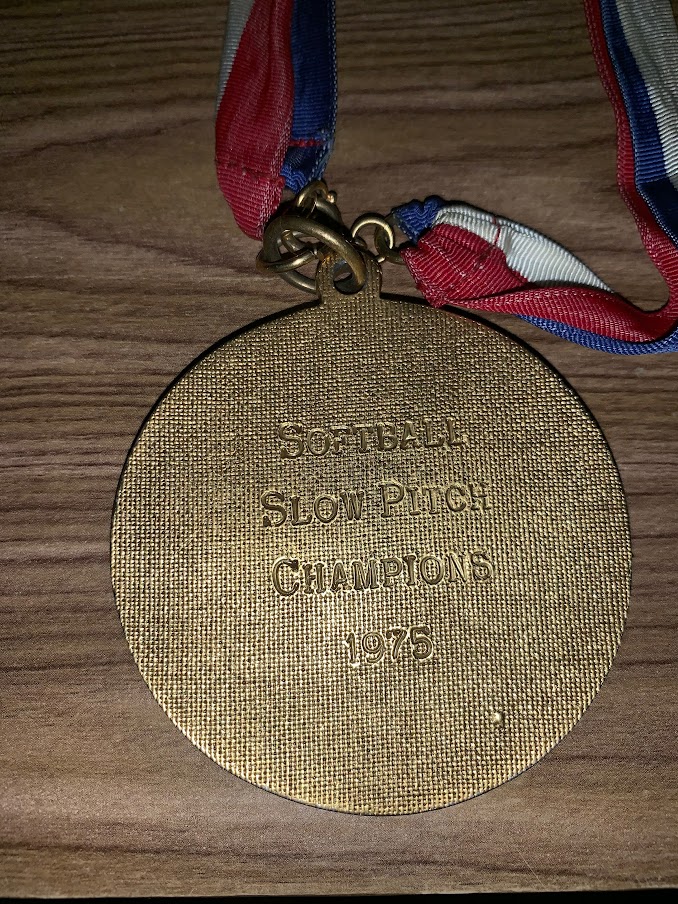 SOFTBALL
SLOW PITCH
CHAMPIONS
1975